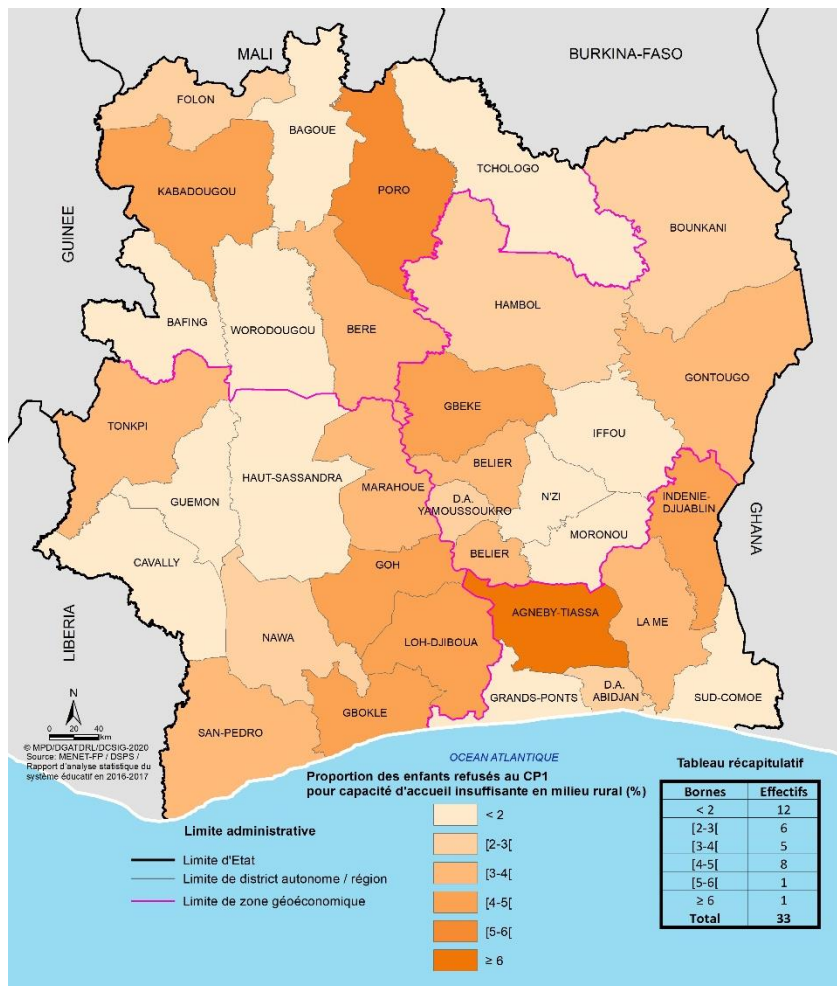 MALI
BURKINA-FASO
FOLON
BAGOUE
TCHOLOGO
KABADOUGOU
PORO
BOUNKANI
GUINEE
HAMBOL
BAFING
WORODOUGOU
BERE
GONTOUGO
GBEKE
TONKPI
IFFOU
BELIER
HAUT-SASSANDRA
MARAHOUE
INDENIE-
DJUABLIN
GUEMON
D.A.
YAMOUSSOUKRO
N'ZI
GHANA
MORONOU
BELIER
CAVALLY
GOH
AGNEBY-TIASSA
LA ME
NAWA
LOH-DJIBOUA
LIBERIA
D.A.
ABIDJAN
GRANDS-PONTS
SUD-COMOE
GBOKLE
SAN-PEDRO
N
0 20 40
km
© MPD/DGATDRL/DCSIG-2020
Source: MENET-FP / DSPS /
Rapport d'analyse statistique du
système éducatif en 2016-2017
OCEAN ATLANTIQUE
Limite administrative
Limite d'Etat
Limite de district autonome / région
Limite de zone géoéconomique
Proportion des enfants refusés au CP1
pour capacité d'accueil insuffisante en milieu rural (%)
< 2
[2-3[
[3-4[
[4-5[
[5-6[
≥ 6
Tableau récapitulatif
Bornes Effectifs
< 2 12
[2-3[ 6
[3-4[ 5
[4-5[ 8
[5-6[ 1
≥ 6 1
Total 33